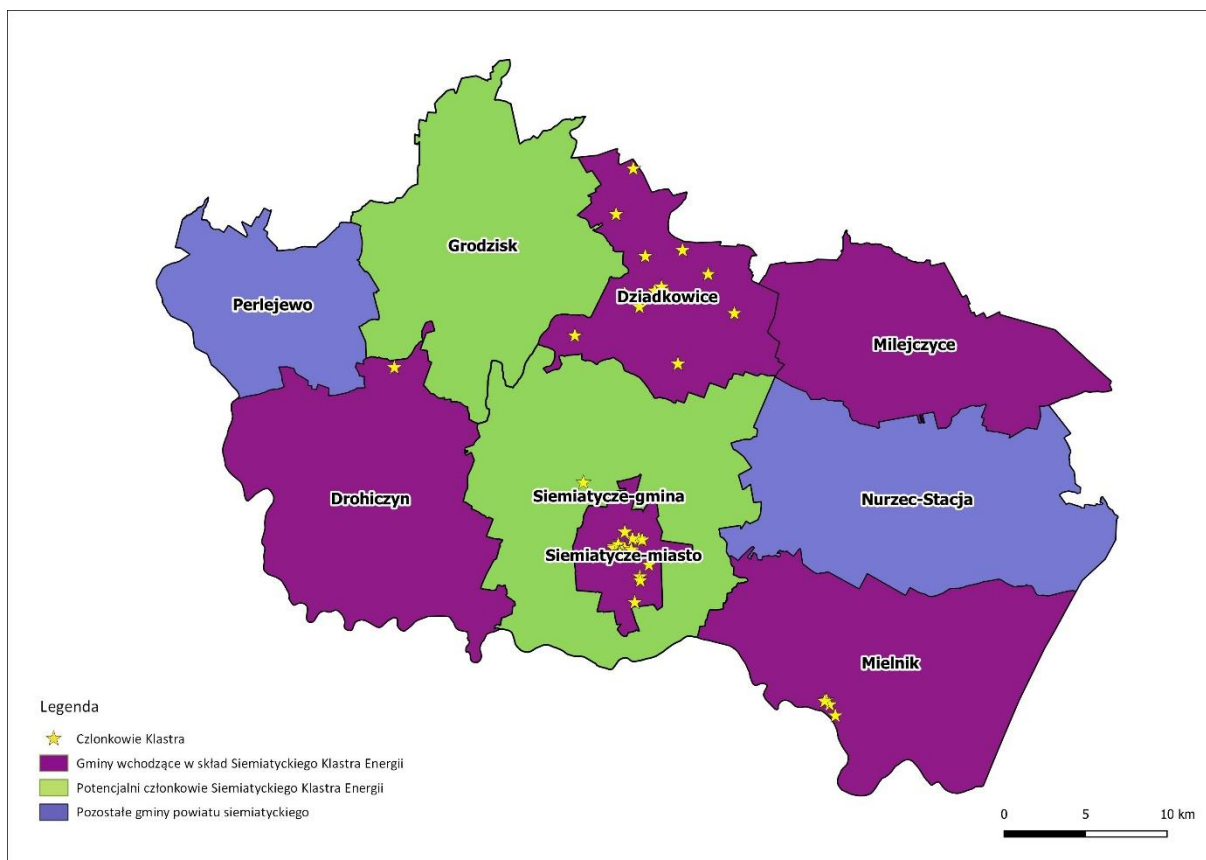 Grodzisk
Dziadkowice
Perlejewo
Milejczyce
Drohiczyn
Siemiatycze-gmina
Nurzec-Stacja
Siemiatycze-miasto
Mielnik
Legenda
Członkowie Klastra
Gminy wchodzące w skład Siemiatyckiego Klastra Energii
Potencjalni członkowie Siemiatyckiego Klastra Energii
Pozostałe gminy powiatu siemiatyckiego
0 5 10 km